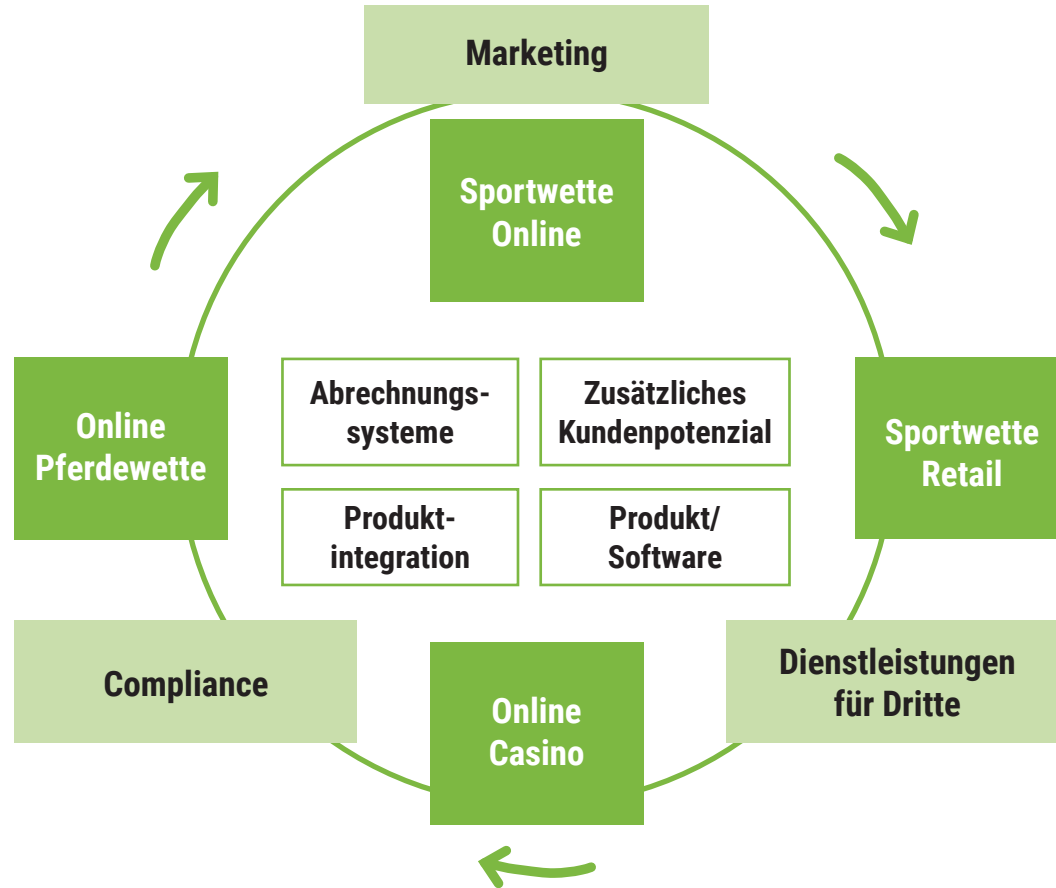 Marketing
Sportwette
Online
Online
Pferdewette
Abrechnungs-
systeme
Zusätzliches
Kundenpotenzial
Sportwette
Retail
Produkt-
integration
Produkt/
Software
Compliance
Online
Casino
Dienstleistungen
für Dritte